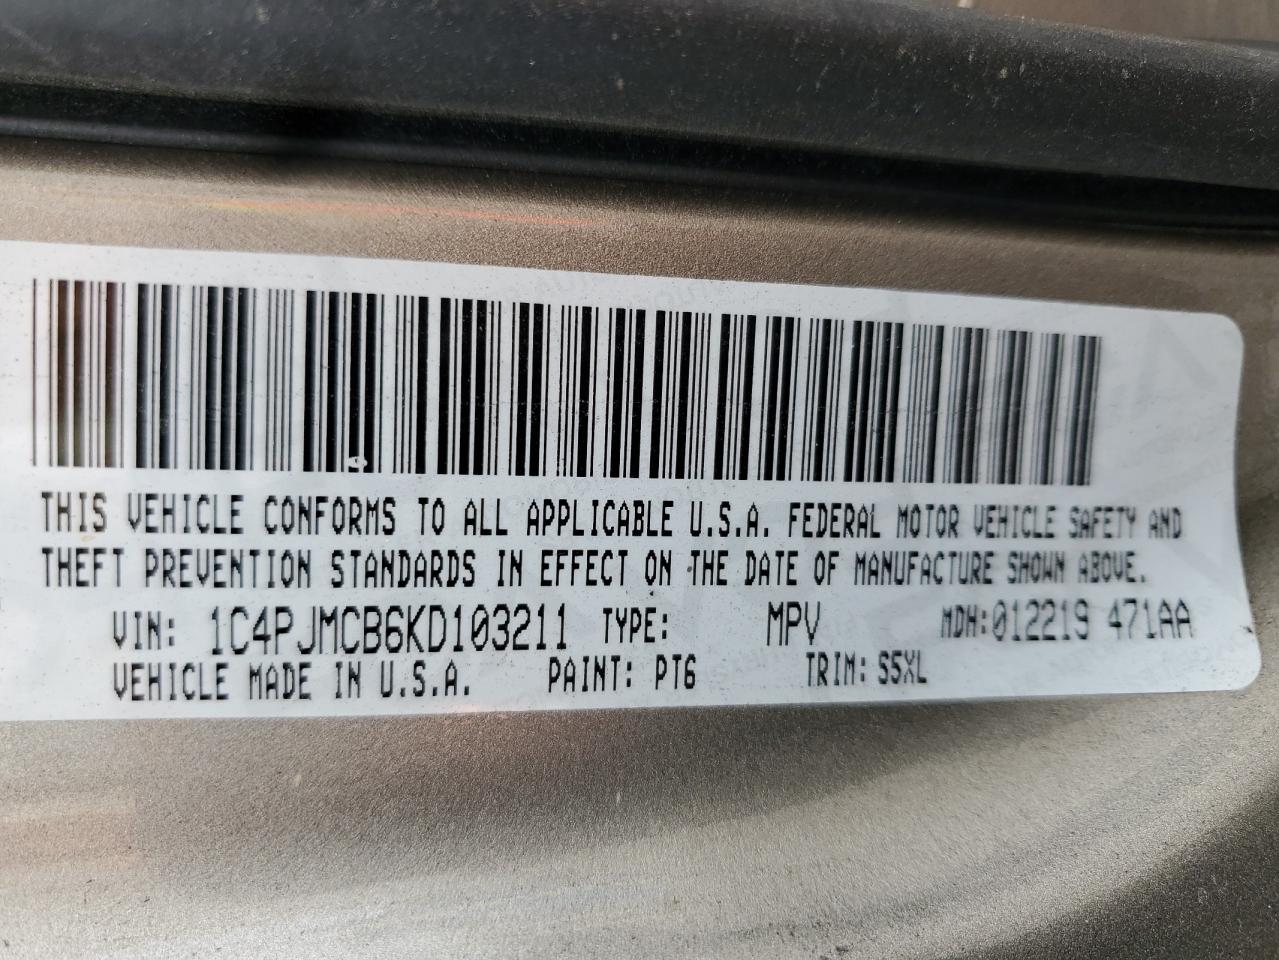 THIS VEHICLE CONFORMS TO ALL APPLICABLE U.S.A. FEDERAL MOTOR VEHICLE SAFETY AND
THEFT PREVENTION STANDARDS IN EFFECT ON THE DATE OF MANUFACTURE SHOWN ABOVE.
VIN: 1C4PJMCB6KD103211 TYPE: MPV MDH:012219 471AA
VEHICLE MADE IN U.S.A. PAINT: PT6 TRIM: S5XL